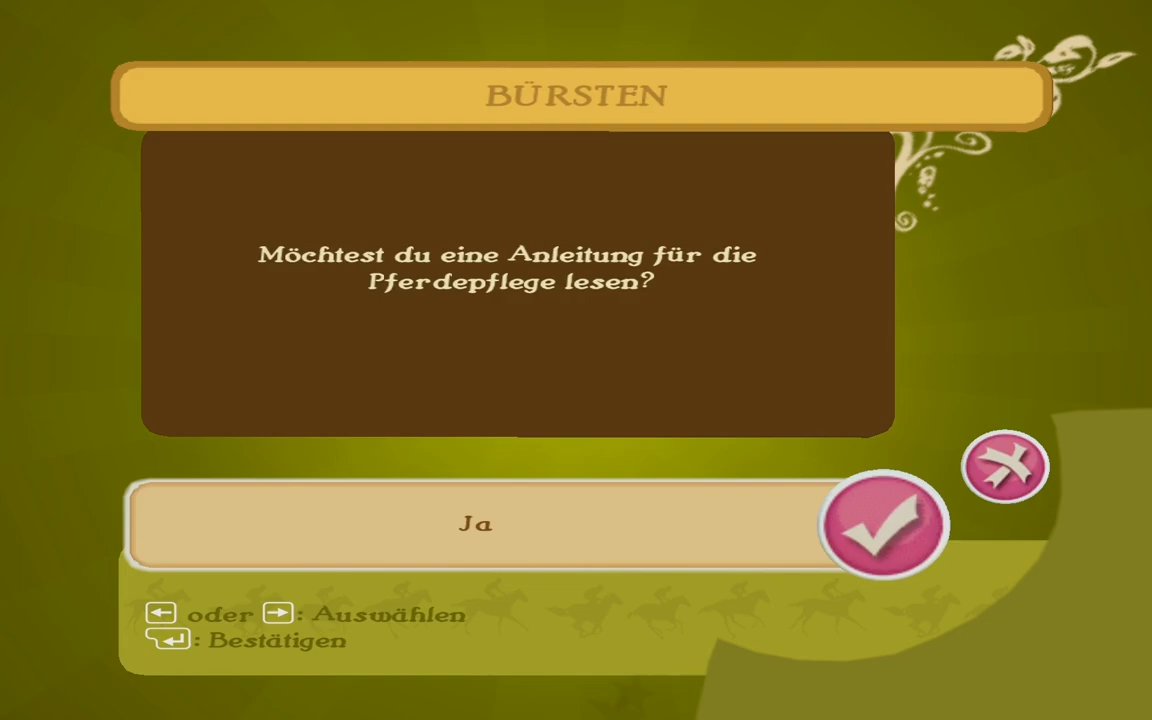 BÜRSTEN
Möchtest du eine Anleitung für die
Pferdepflege lesen?
Ja
← oder →: Auswählen
↵: Bestätigen